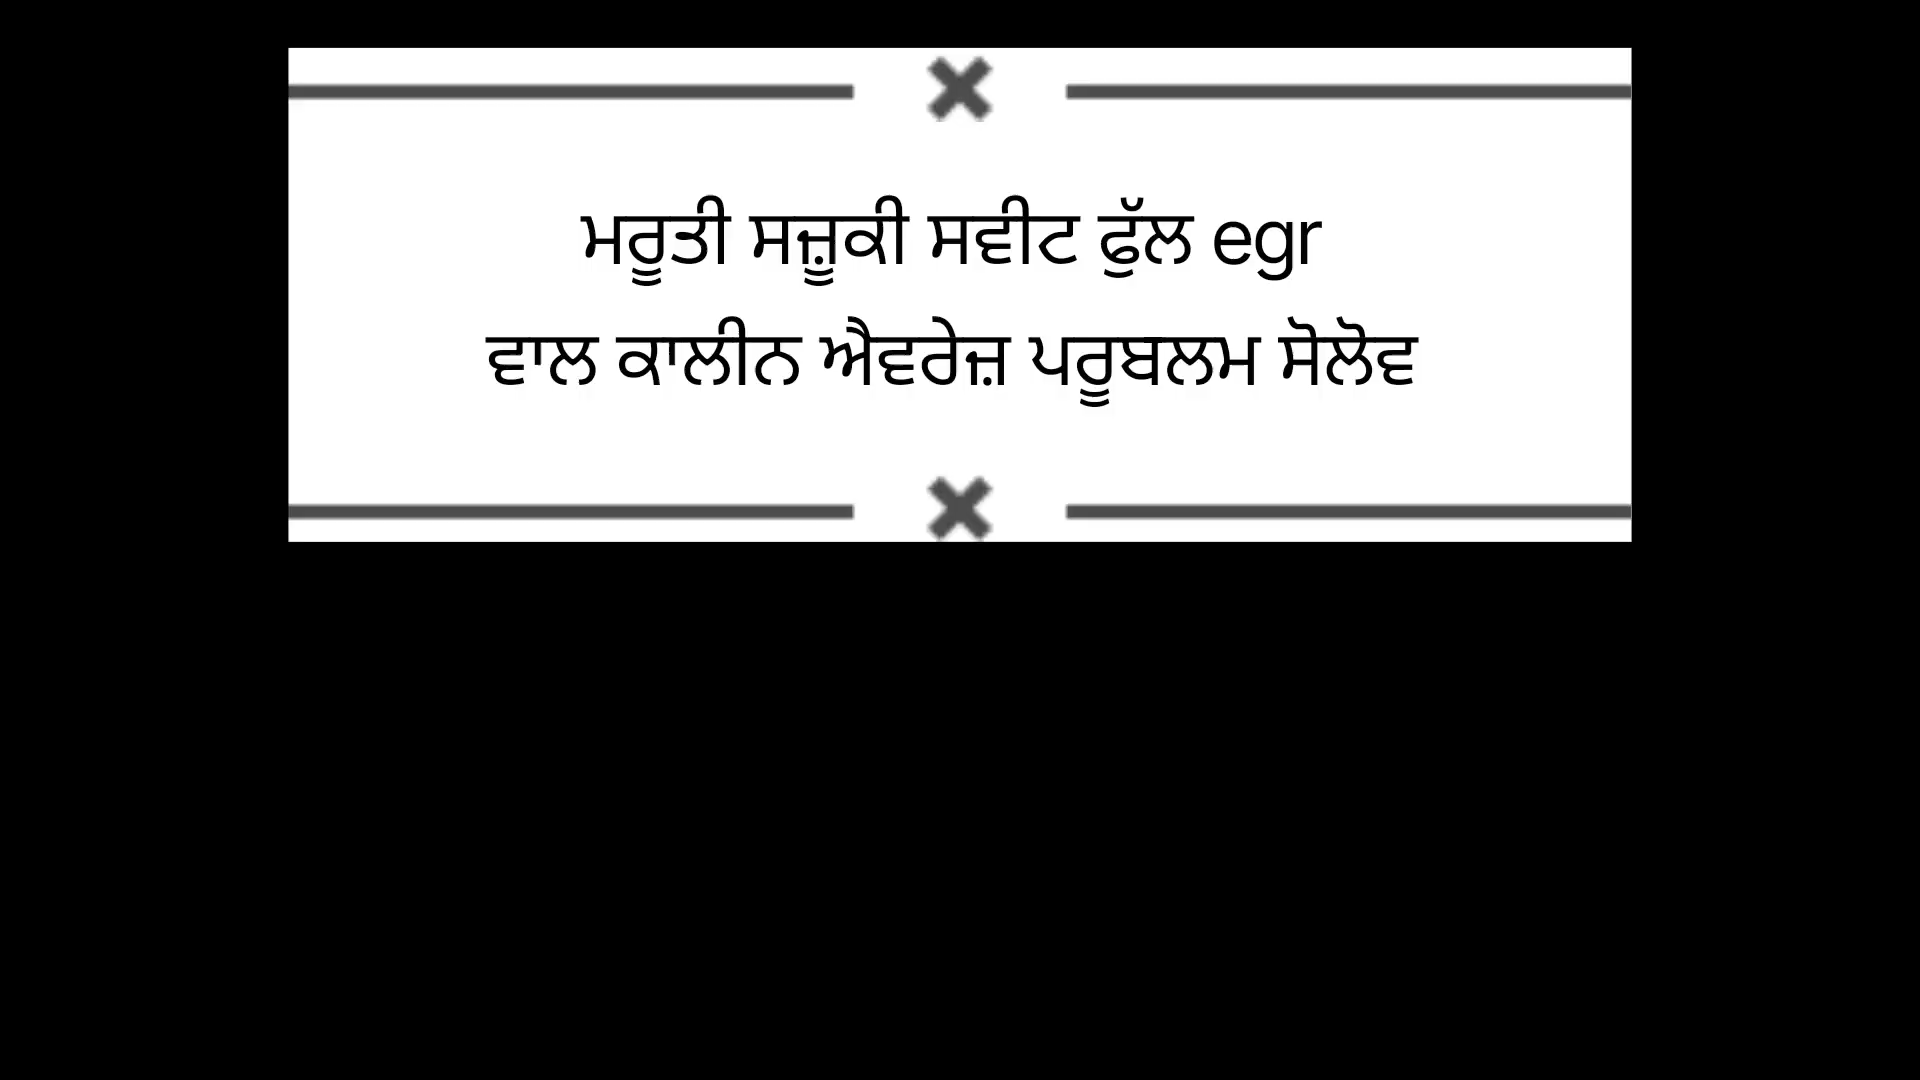 ਮਰੂਤੀ ਸਜ਼ੂਕੀ ਸਵੀਟ ਫੁੱਲ egr
ਵਾਲ ਕਾਲੀਨ ਐਵਰੇਜ਼ ਪਰੂਬਲਮ ਸੋਲੋਵ